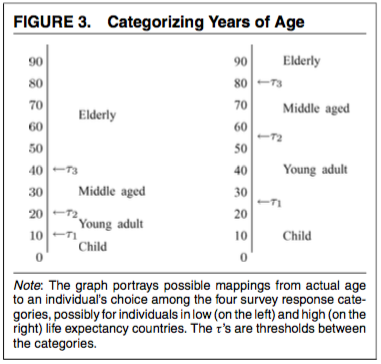 FIGURE 3. Categorizing Years of Age
90
80
70
60
50
40
30
20
10
0
Elderly
←τ3
Middle aged
←τ2
Young adult
←τ1
Child
90
80
70
60
50
40
30
20
10
0
Elderly
←τ3
Middle aged
←τ2
Young adult
←τ1
Child
Note: The graph portrays possible mappings from actual age
to an individual's choice among the four survey response cate-
gories, possibly for individuals in low (on the left) and high (on the
right) life expectancy countries. The τ's are thresholds between
the categories.